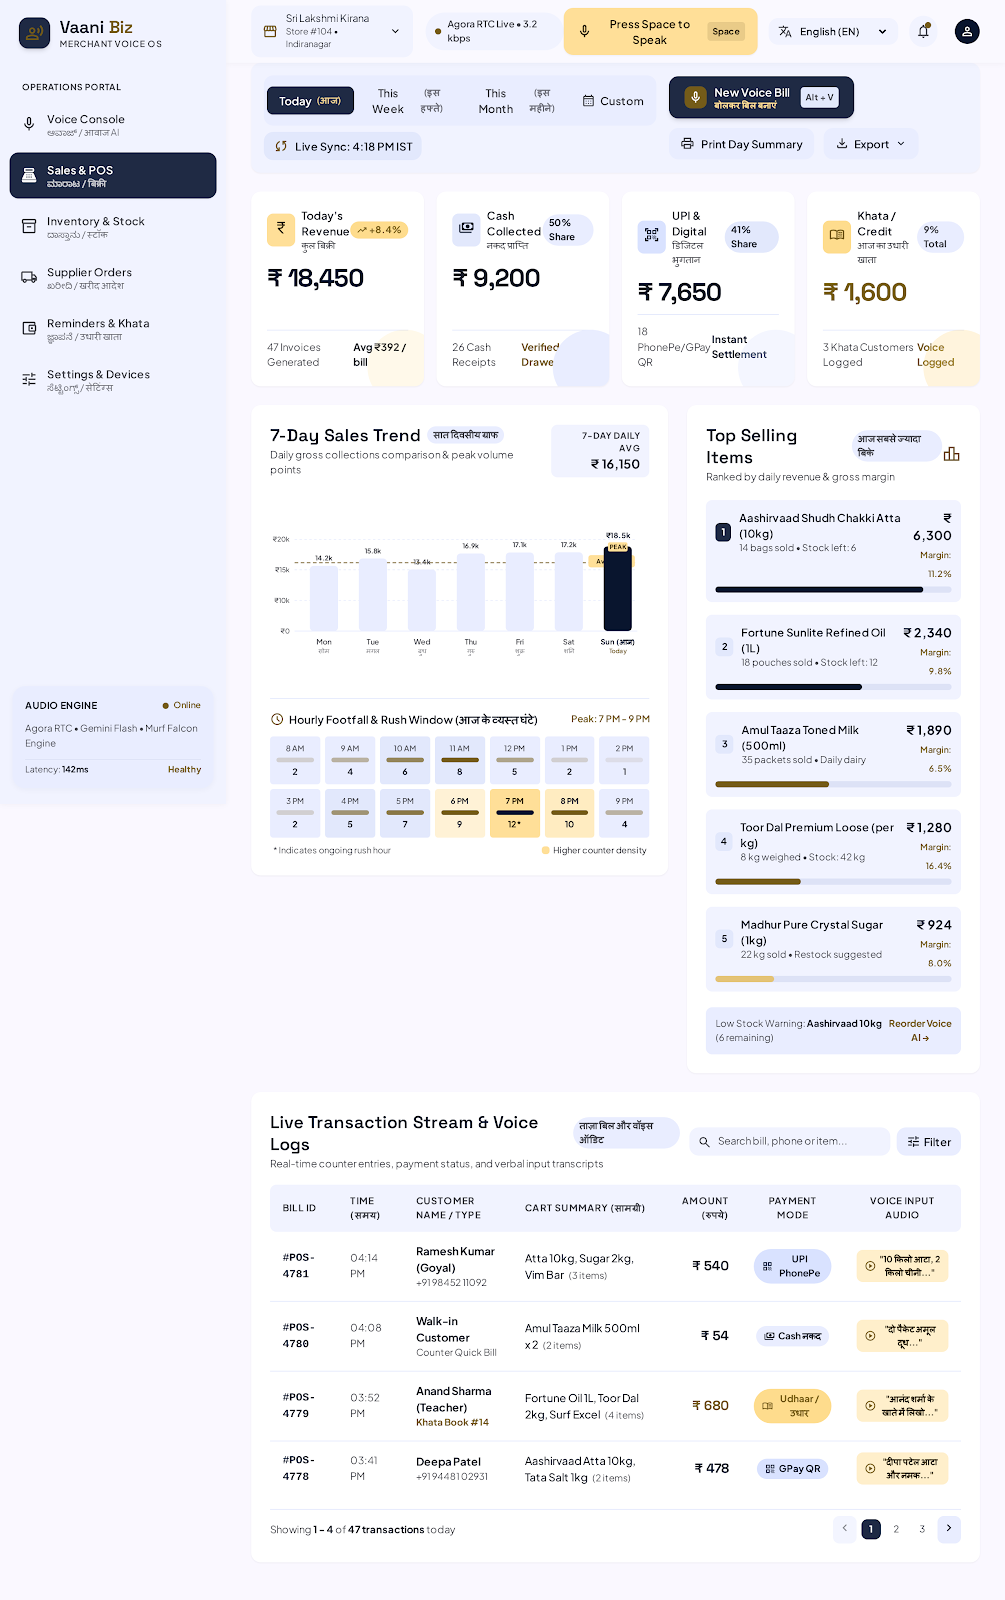 Vaani Biz
MERCHANT VOICE OS
OPERATIONS PORTAL
Voice Console
ಆವಾಜ್ / आवाज AI
Sales & POS
ಮಾರಾಟ / बिक्री
Inventory & Stock
ದಾಸ್ತಾನು / स्टॉक
Supplier Orders
ಖರೀದಿ / खरीद आदेश
Reminders & Khata
ಜ್ಞಾಪನೆ / उधारी खाता
Settings & Devices
ಸೆಟ್ಟಿಂಗ್ಸ್ / सेटिंग्स
AUDIO ENGINE
Online
Agora RTC • Gemini Flash • Murf Falcon
Engine
Latency: 142ms
Healthy
Sri Lakshmi Kirana
Store #104 •
Indiranagar
Agora RTC Live • 3.2
kbps
Press Space to
Speak
Space
English (EN)
Today (आज)
This
Week
(इस
हफ्ते)
This
Month
(इस
महीने)
Custom
New Voice Bill
बोलकर बिल बनाएं
Alt + V
Live Sync: 4:18 PM IST
Print Day Summary
Export
Today's
Revenue
कुल बिक्री
+8.4%
₹ 18,450
47 Invoices
Generated
Avg ₹392 /
bill
Cash
Collected
नकद प्राप्ति
50%
Share
₹ 9,200
26 Cash
Receipts
Verified
Drawer
UPI &
Digital
डिजिटल
भुगतान
41%
Share
₹ 7,650
18
PhonePe/GPay
QR
Instant
Settlement
Khata /
Credit
आज का उधारी
खाता
9%
Total
₹ 1,600
3 Khata Customers
Logged
Voice
Logged
7-Day Sales Trend
सात दिवसीय ग्राफ
Daily gross collections comparison & peak volume
points
7-DAY DAILY
AVG
₹ 16,150
₹20k
₹15k
₹10k
₹0
14.2k
15.8k
13.4k
16.9k
17.1k
17.2k
₹18.5k
PEAK
Mon
सोम
Tue
मंगल
Wed
बुध
Thu
गुरु
Fri
शुक्र
Sat
शनि
Sun (आज)
Today
Hourly Footfall & Rush Window (आज के व्यस्त घंटे)
Peak: 7 PM - 9 PM
8 AM
9 AM
10 AM
11 AM
12 PM
1 PM
2 PM
2
4
6
8
5
2
1
3 PM
4 PM
5 PM
6 PM
7 PM
8 PM
9 PM
2
5
7
9
12*
10
4
* Indicates ongoing rush hour
Higher counter density
Top Selling
Items
आज सबसे ज्यादा
बिके
Ranked by daily revenue & gross margin
1
Aashirvaad Shudh Chakki Atta
(10kg)
14 bags sold • Stock left: 6
₹
6,300
Margin:
11.2%
2
Fortune Sunlite Refined Oil
(1L)
18 pouches sold • Stock left: 12
₹ 2,340
Margin:
9.8%
3
Amul Taaza Toned Milk
(500ml)
35 packets sold • Daily dairy
₹ 1,890
Margin:
6.5%
4
Toor Dal Premium Loose (per
kg)
8 kg weighed • Stock: 42 kg
₹ 1,280
Margin:
16.4%
5
Madhur Pure Crystal Sugar
(1kg)
22 kg sold • Restock suggested
₹ 924
Margin:
8.0%
Low Stock Warning: Aashirvaad 10kg
(6 remaining)
Reorder Voice
AI →
Live Transaction Stream & Voice
Logs
ताज़ा बिल और वॉइस
ऑडिट
Real-time counter entries, payment status, and verbal input transcripts
Search bill, phone or item...
Filter
BILL ID
TIME
(समय)
CUSTOMER
NAME / TYPE
CART SUMMARY (सामग्री)
AMOUNT
(रुपये)
PAYMENT
MODE
VOICE INPUT
AUDIO
#POS-
4781
04:14
PM
Ramesh Kumar
(Goyal)
+91 98452 11092
Atta 10kg, Sugar 2kg,
Vim Bar (3 items)
₹ 540
UPI
PhonePe
"10 किलो आटा, 2
किलो चीनी..."
#POS-
4780
04:08
PM
Walk-in
Customer
Counter Quick Bill
Amul Taaza Milk 500ml
x 2 (2 items)
₹ 54
Cash नकद
"दो पैकेट अमूल
दूध..."
#POS-
4779
03:52
PM
Anand Sharma
(Teacher)
Khata Book #14
Fortune Oil 1L, Toor Dal
2kg, Surf Excel (4 items)
₹ 680
Udhaar /
उधार
"आनंद शर्मा के
खाते में लिखो..."
#POS-
4778
03:41
PM
Deepa Patel
+91 94481 02931
Aashirvaad Atta 10kg,
Tata Salt 1kg (2 items)
₹ 478
GPay QR
"दीपा पटेल आटा
और नमक..."
Showing 1 - 4 of 47 transactions today
1
2
3